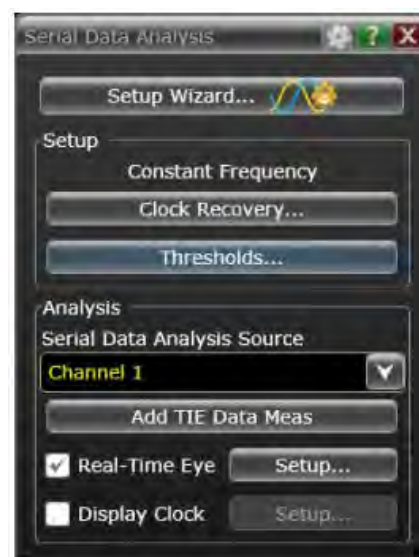 Serial Data Analysis ?  X
Setup Wizard...
Setup
Constant Frequency
Clock Recovery...
Thresholds...
Analysis
Serial Data Analysis Source
Channel 1
Add TIE Data Meas
Real-Time Eye Setup...
Display Clock Setup...